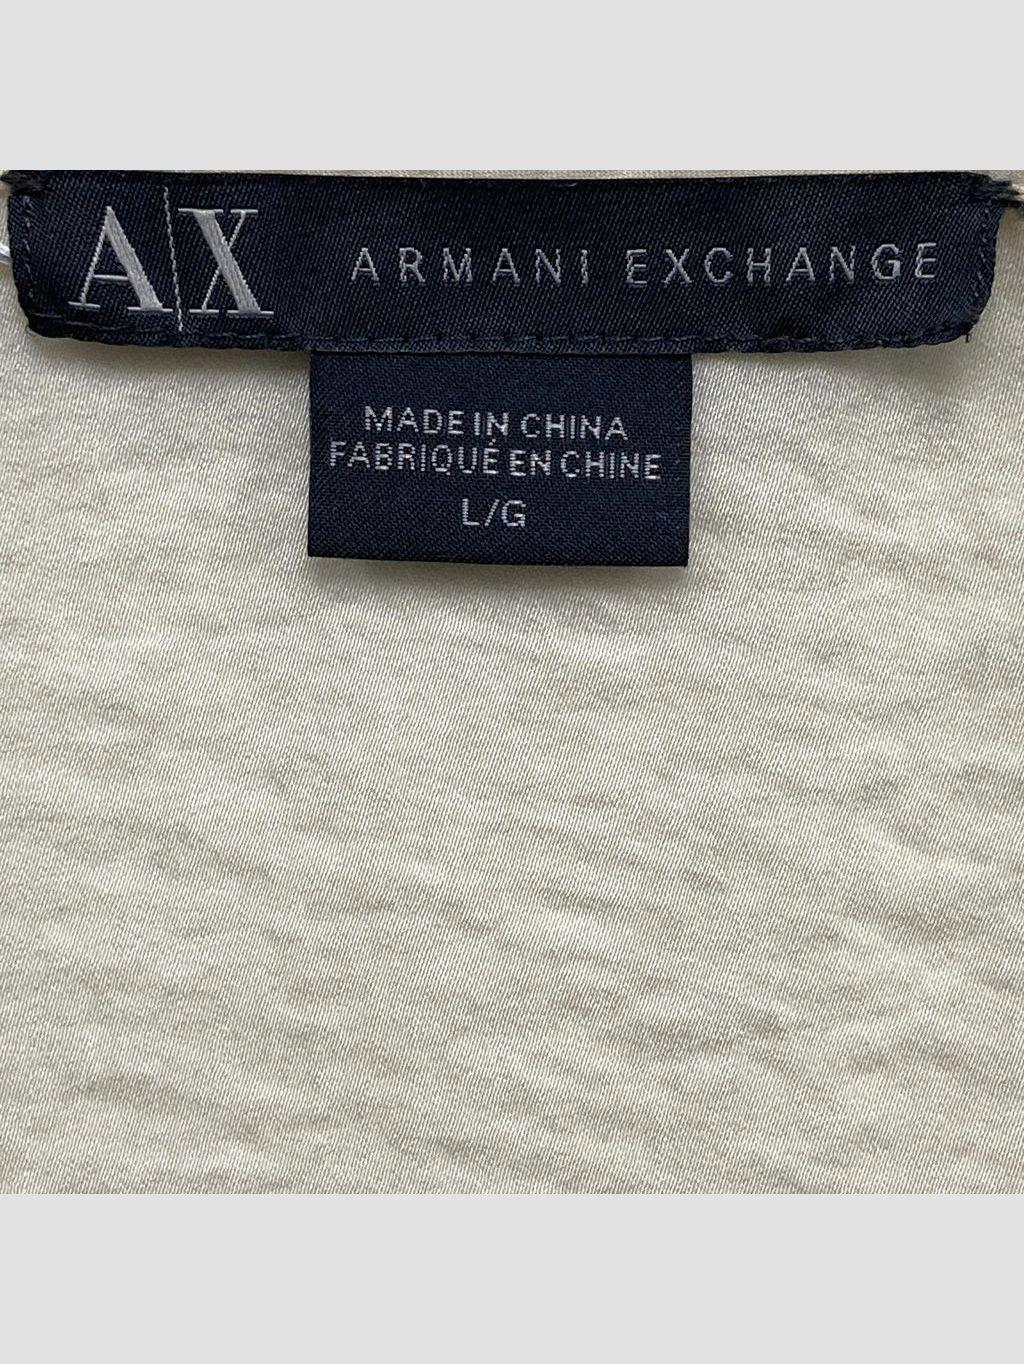 A|X ARMANI EXCHANGE
MADE IN CHINA
FABRIQUÉ EN CHINE
L/G